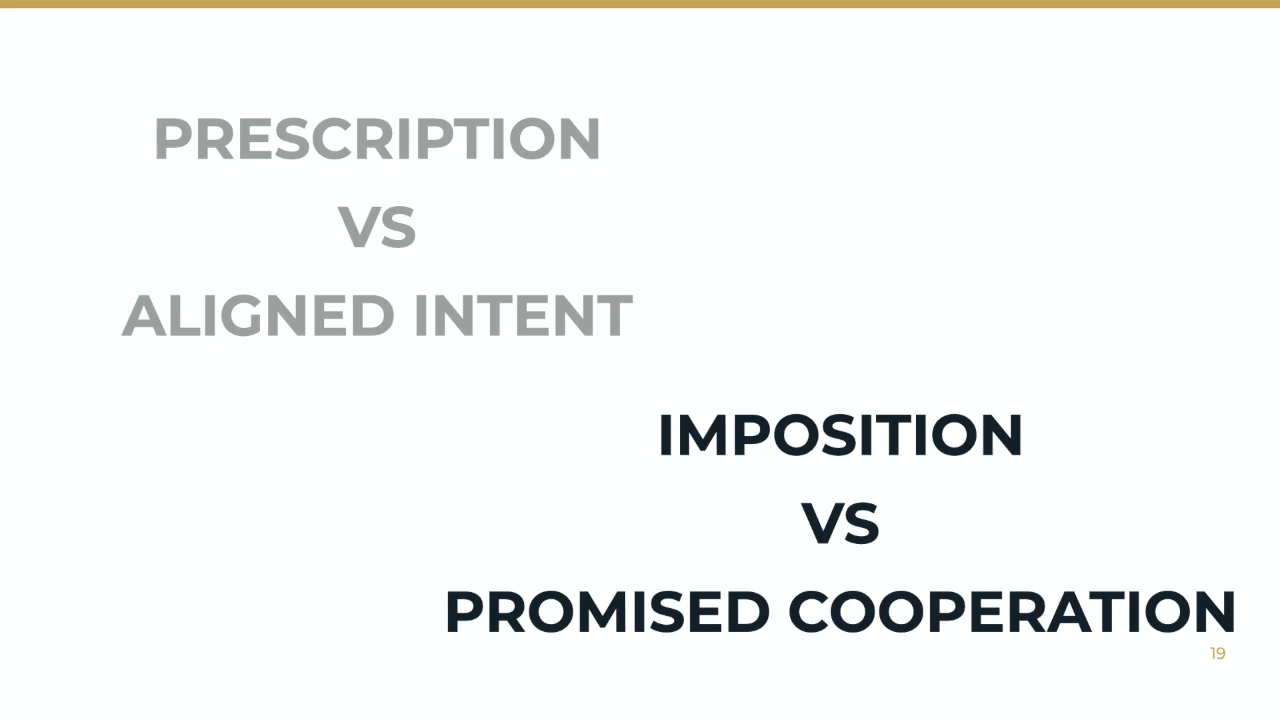 PRESCRIPTION
VS
ALIGNED INTENT
IMPOSITION
VS
PROMISED COOPERATION
19